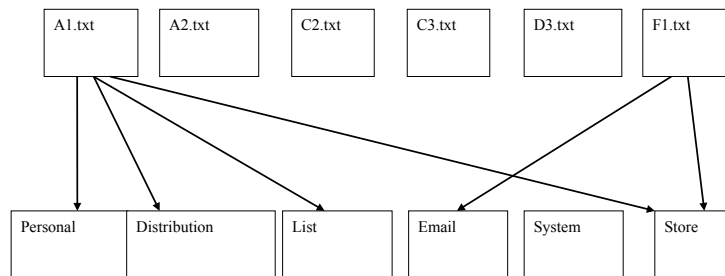 A1.txt
A2.txt
C2.txt
C3.txt
D3.txt
F1.txt
Personal
Distribution
List
Email
System
Store